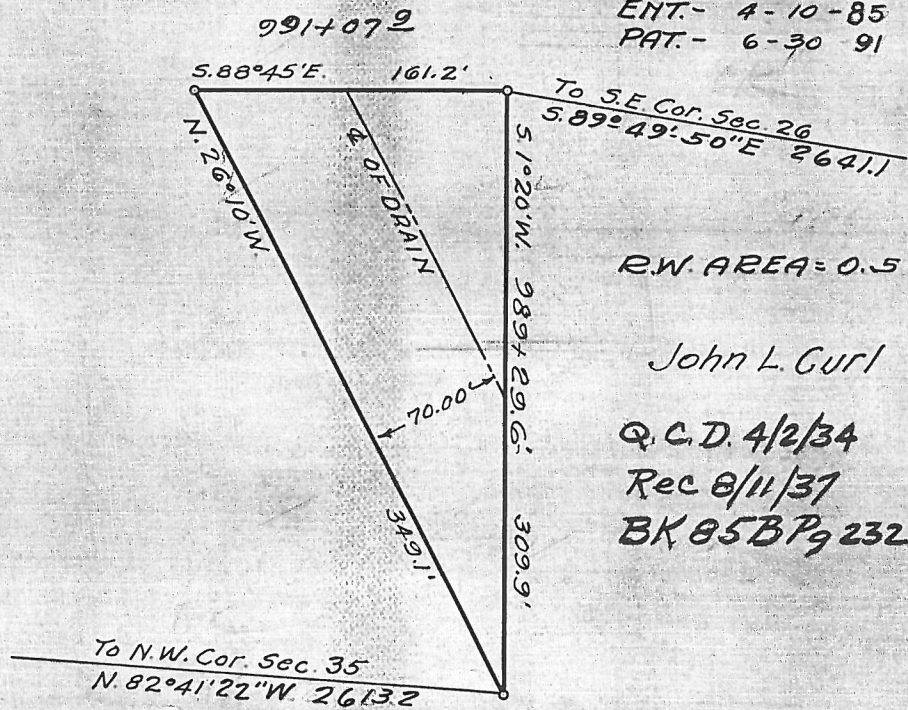 991+07.9
ENT.- 4-10-85
PAT.- 6-30 91
S.88°45'E. 161.2'
To S.E. Cor. Sec. 26
S.89°49'50"E 2641.1
N.26°10'W.
349.1'
℄ OF DRAIN
S.1°20'W. 989+29.6
309.9'
70.00
R.W. AREA = 0.5
John L. Curl
Q.C.D. 4/2/34
Rec 8/11/37
BK 85B Pg 232
To N.W. Cor. Sec. 35
N.82°41'22"W 2613.2